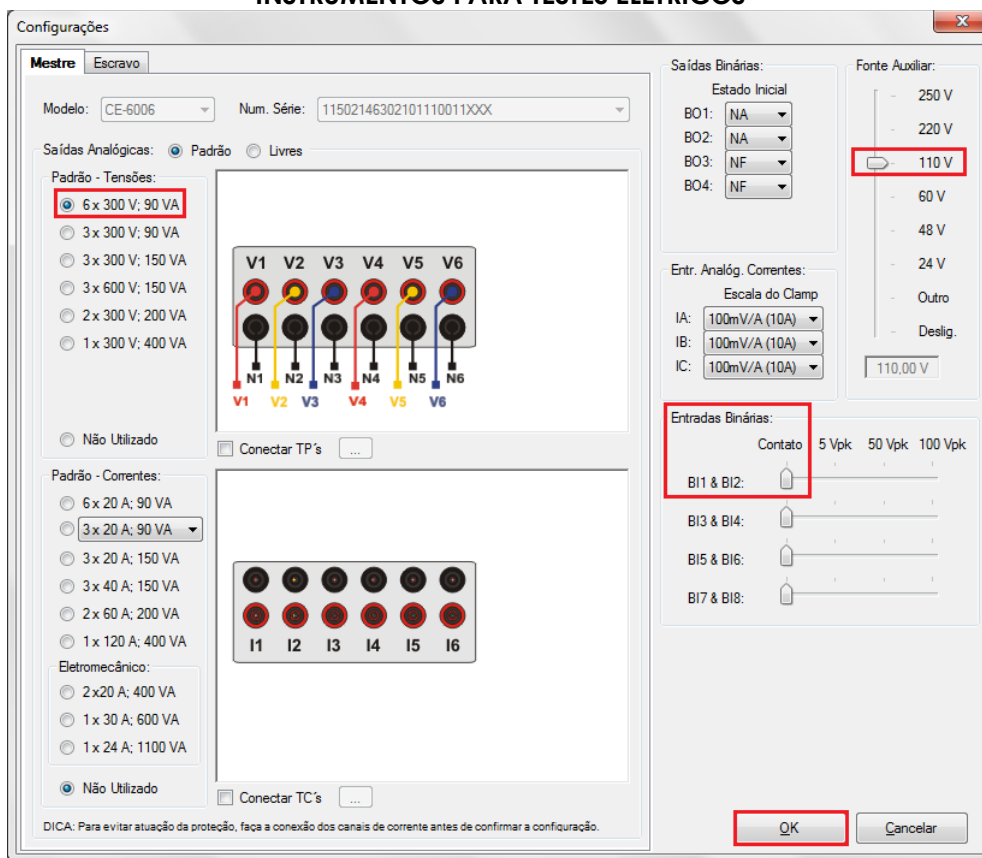 INSTRUMENTOS PARA TESTES ELÉTRICOS
Configurações
x
Mestre Escravo
Modelo: CE-6006 Num. Série: 11502146302101110011XXX
Saídas Analógicas: Padrão Livres
Padrão - Tensões:
6 x 300 V; 90 VA
3 x 300 V; 90 VA
3 x 300 V; 150 VA
3 x 600 V; 150 VA
2 x 300 V; 200 VA
1 x 300 V; 400 VA
Não Utilizado
V1 V2 V3 V4 V5 V6
N1 N2 N3 N4 N5 N6
V1 V2 V3 V4 V5 V6
Conectar TP´s ...
Padrão - Correntes:
6 x 20 A; 90 VA
3 x 20 A; 90 VA
3 x 20 A; 150 VA
3 x 40 A; 150 VA
2 x 60 A; 200 VA
1 x 120 A; 400 VA
Eletromecânico:
2 x20 A; 400 VA
1 x 30 A; 600 VA
1 x 24 A; 1100 VA
Não Utilizado
I1 I2 I3 I4 I5 I6
Conectar TC´s ...
DICA: Para evitar atuação da proteção, faça a conexão dos canais de corrente antes de confirmar a configuração.
Saídas Binárias:
Estado Inicial
BO1: NA
BO2: NA
BO3: NF
BO4: NF
Fonte Auxiliar:
250 V
220 V
110 V
60 V
48 V
24 V
Outro
Deslig.
110,00 V
Entr. Analóg. Correntes:
Escala do Clamp
IA: 100mV/A (10A)
IB: 100mV/A (10A)
IC: 100mV/A (10A)
Entradas Binárias:
Contato 5 Vpk 50 Vpk 100 Vpk
BI1 & BI2:
BI3 & BI4:
BI5 & BI6:
BI7 & BI8:
OK Cancelar